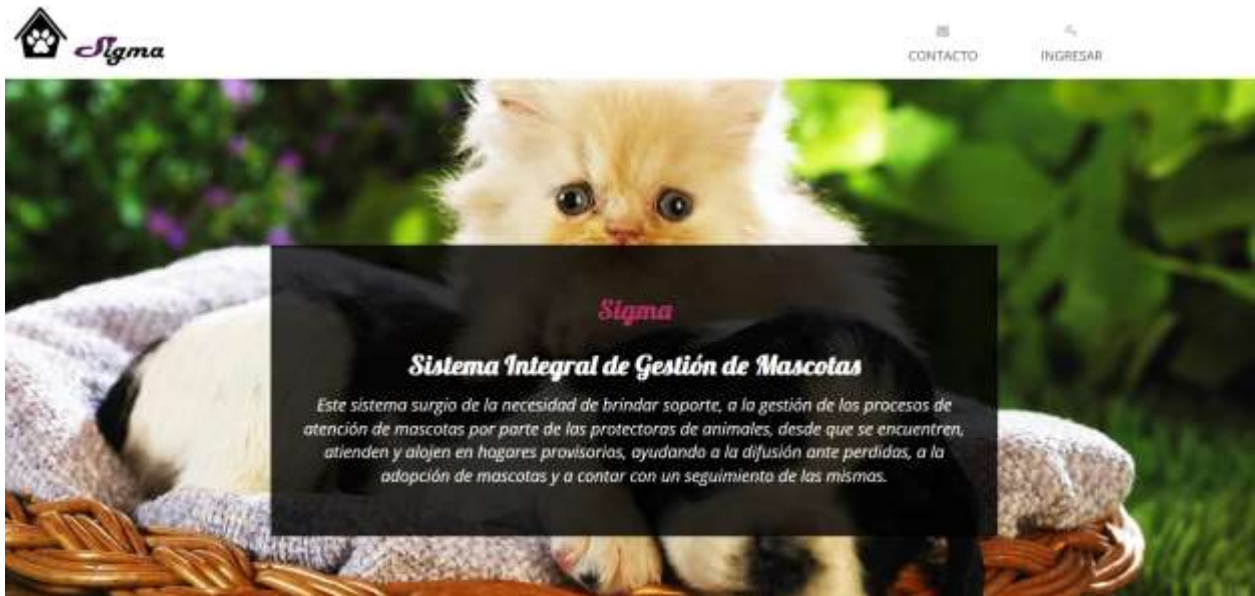 Sigma
CONTACTO
INGRESAR
Sigma
Sistema Integral de Gestión de Mascotas
Este sistema surgio de la necesidad de brindar soporte, a la gestión de los procesos de
atención de mascotas por parte de las protectoras de animales, desde que se encuentren,
atienden y alojen en hogares provisorios, ayudando a la difusión ante perdidas, a la
adopción de mascotas y a contar con un seguimiento de las mismas.